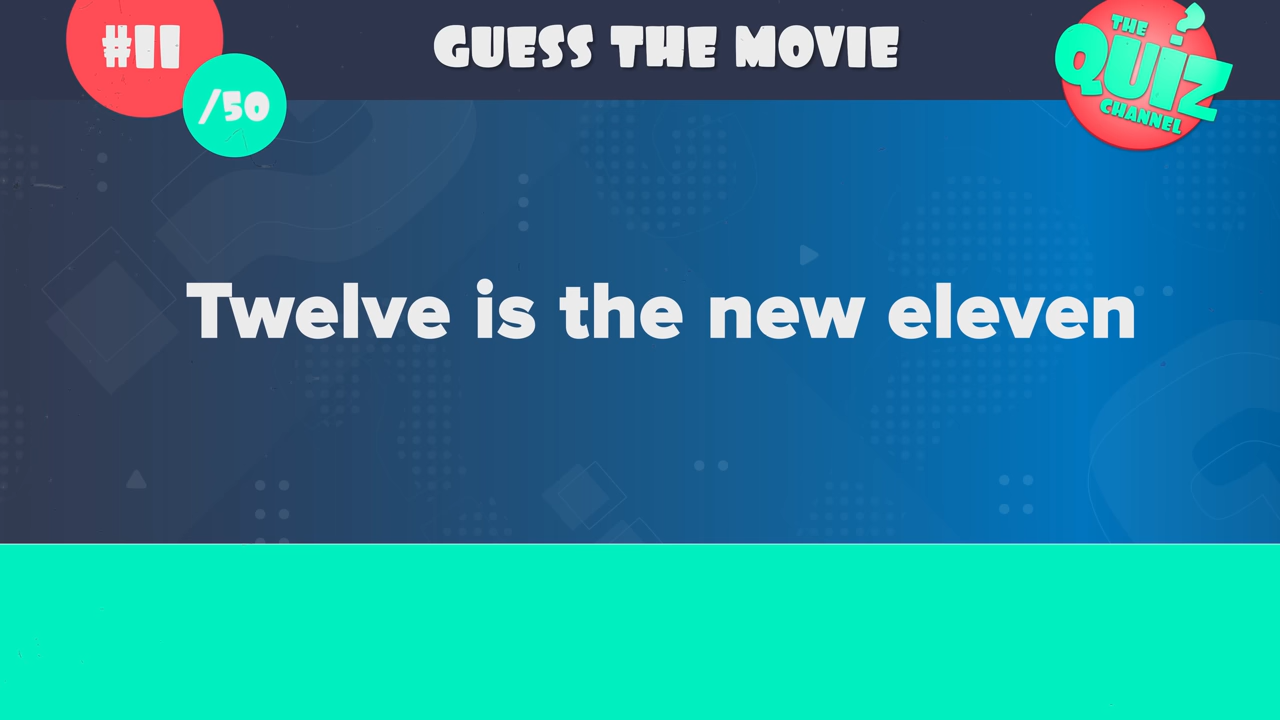 #11
/50
GUESS THE MOVIE
THE
QUIZ
CHANNEL
Twelve is the new eleven